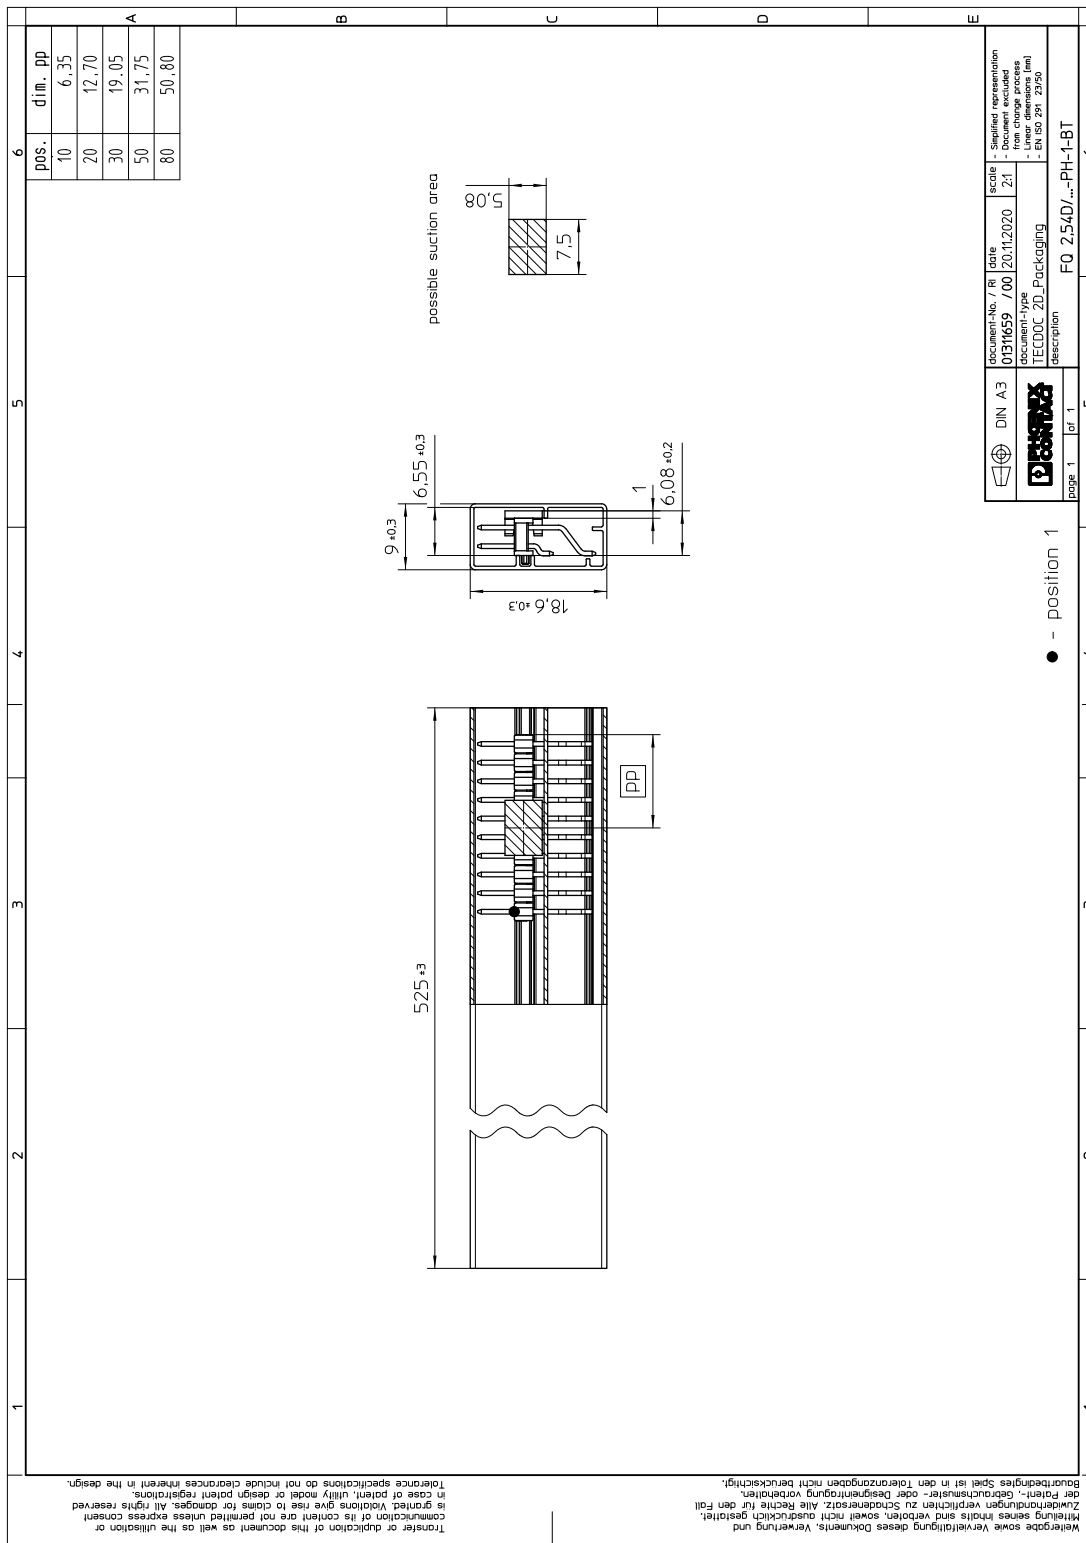 6
5
4
3
2
1
A
B
C
D
E
pos. dim. pp
10 6,35
20 12,70
30 19,05
50 31,75
80 50,80
possible suction area
5,08
7,5
6,55 ±0,3
9 ±0,3
18,6 ±0,3
1
6,08 ±0,2
525 ±3
PP
● - position 1
DIN A3
PHOENIX
CONTACT
page 1 of 1
document-No. / RI
01311659 / 00
date
20.11.2020
scale
2:1
- Simplified representation
- Document excluded
from change process
- Linear dimensions [mm]
- EN ISO 291 23/50
document-type
TECDOC 2D_Packaging
description
FQ 2,54D/...-PH-1-BT
Transfer or duplication of this document as well as the utilisation or
communication of its content are not permitted unless express consent
is granted. Violations give rise to claims for damages. All rights reserved
in case of patent, utility model or design patent registrations.
Tolerance specifications do not include clearances inherent in the design.
Weitergabe sowie Vervielfältigung dieses Dokuments, Verwertung und
Mitteilung seines Inhalts sind verboten, soweit nicht ausdrücklich gestattet.
Zuwiderhandlungen verpflichten zu Schadenersatz. Alle Rechte für den Fall
der Patent-, Gebrauchsmuster- oder Designeintragung vorbehalten.
Bauartbedingtes Spiel ist in den Toleranzangaben nicht berücksichtigt.